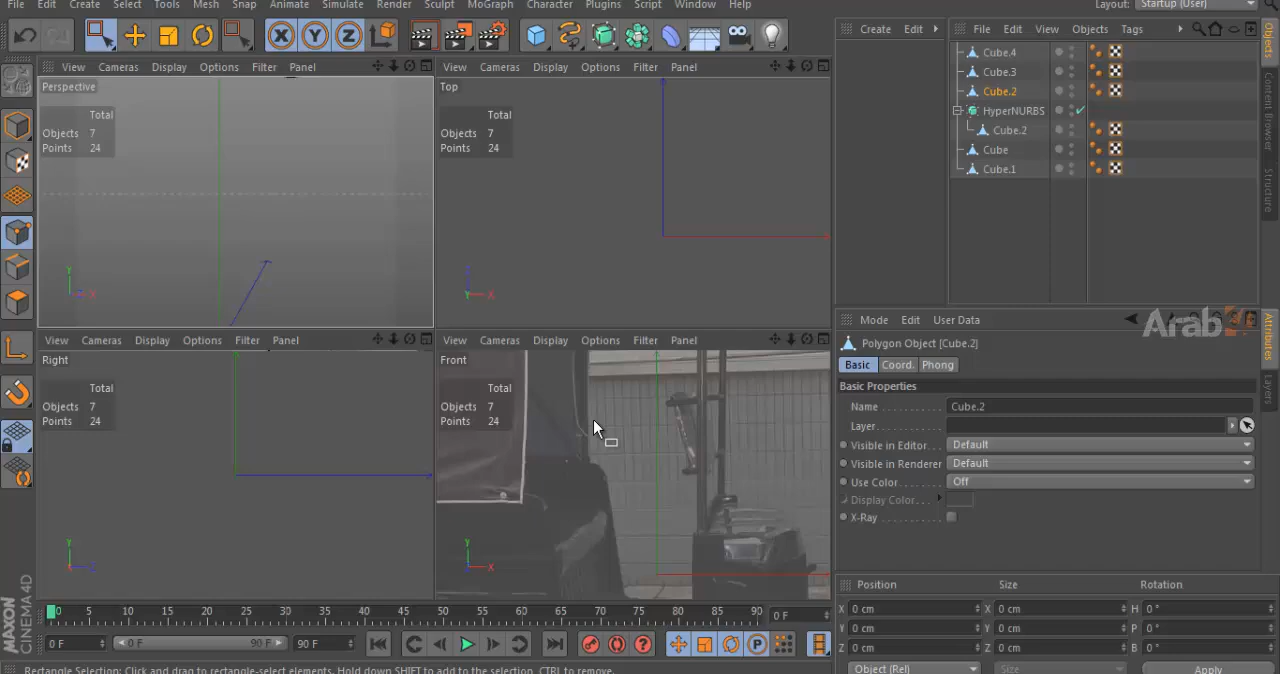 File Edit Create Select Tools Mesh Snap Animate Simulate Render Sculpt MoGraph Character Plugins Script Window Help
Layout: Startup (User)
X Y Z
Create Edit
File Edit View Objects Tags
View Cameras Display Options Filter Panel
View Cameras Display Options Filter Panel
Perspective
Total
Objects 7
Points 24
Y
X
Top
Total
Objects 7
Points 24
Y X
Cube.4
Cube.3
Cube.2
HyperNURBS
Cube.2
Cube
Cube.1
Objects
Content Browser
Structure
View Cameras Display Options Filter Panel
View Cameras Display Options Filter Panel
Right
Total
Objects 7
Points 24
Y
Front
Total
Objects 7
Points 24
Y
X
Mode Edit User Data
Arab
Polygon Object [Cube.2]
Basic Coord. Phong
Basic Properties
Name Cube.2
Layer
Visible in Editor Default
Visible in Renderer Default
Use Color Off
Display Color
X-Ray
Attributes
Layers
Position Size Rotation
X 0 cm X 0 cm H 0 °
Y 0 cm Y 0 cm P 0 °
Z 0 cm Z 0 cm B 0 °
Object (Rel) Size Apply
0 5 10 15 20 25 30 35 40 45 50 55 60 65 70 75 80 85 90 0 F
0 F 0 F 90 F 90 F
P
MAXON
CINEMA 4D
Rectangle Selection: Click and drag to rectangle-select elements. Hold down SHIFT to add to the selection, CTRL to remove.